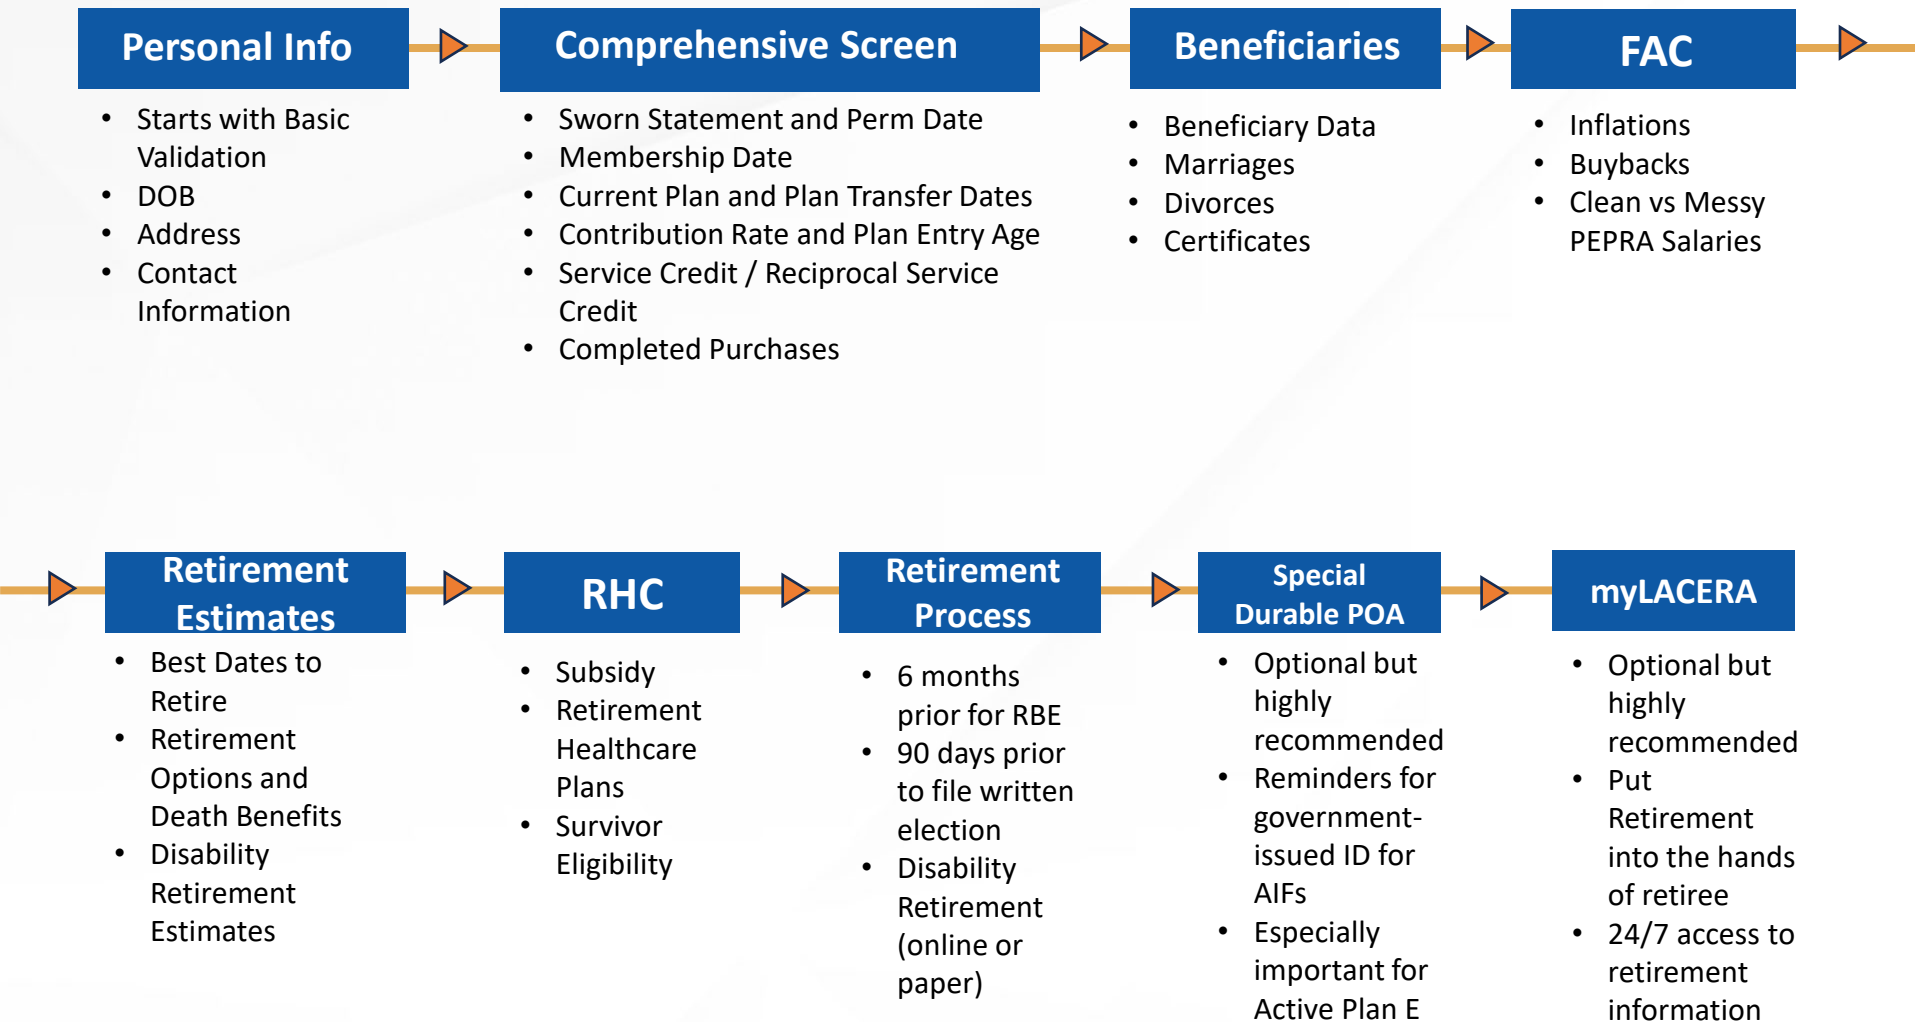 Personal Info
• Starts with Basic
Validation
• DOB
• Address
• Contact
Information
Comprehensive Screen
• Sworn Statement and Perm Date
• Membership Date
• Current Plan and Plan Transfer Dates
• Contribution Rate and Plan Entry Age
• Service Credit / Reciprocal Service
Credit
• Completed Purchases
Beneficiaries
• Beneficiary Data
• Marriages
• Divorces
• Certificates
FAC
• Inflations
• Buybacks
• Clean vs Messy
PEPRA Salaries
Retirement
Estimates
• Best Dates to
Retire
• Retirement
Options and
Death Benefits
• Disability
Retirement
Estimates
RHC
• Subsidy
• Retirement
Healthcare
Plans
• Survivor
Eligibility
Retirement
Process
• 6 months
prior for RBE
• 90 days prior
to file written
election
• Disability
Retirement
(online or
paper)
Special
Durable POA
• Optional but
highly
recommended
• Reminders for
government-
issued ID for
AIFs
• Especially
important for
Active Plan E
myLACERA
• Optional but
highly
recommended
• Put
Retirement
into the hands
of retiree
• 24/7 access to
retirement
information